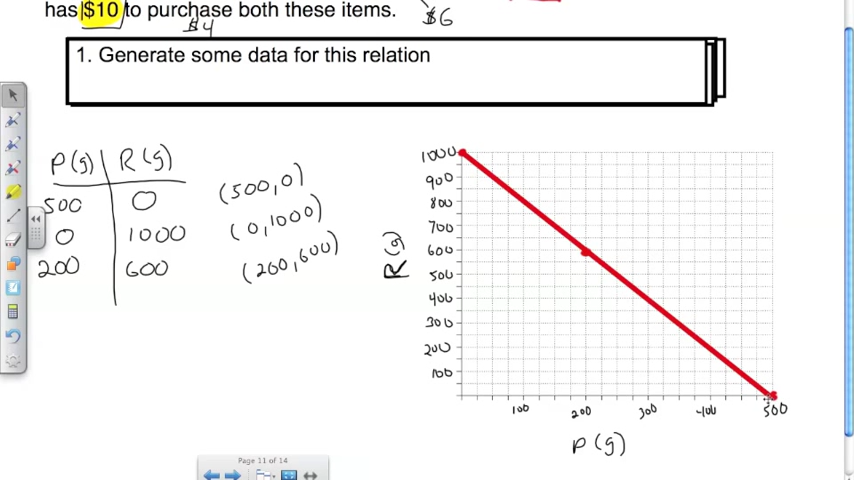 has $10 to purchase both these items.
$4
$6
1. Generate some data for this relation
P(g) R(g)
500 0 (500,0)
0 1000 (0,1000)
200 600 (200,600)
R(g)
1000
900
800
700
600
500
400
300
200
100
100 200 300 400 500
P(g)
Page 11 of 14